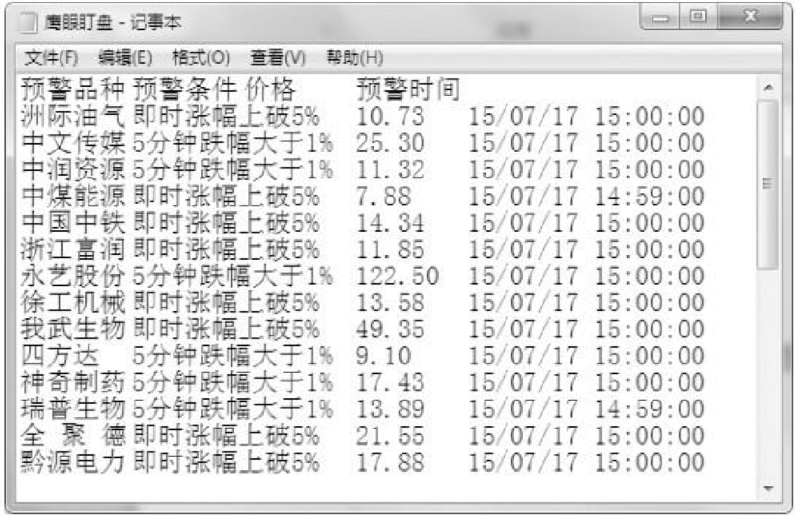 鹰眼盯盘 - 记事本
文件(F) 编辑(E) 格式(O) 查看(V) 帮助(H)
预警品种 预警条件 价格 预警时间
洲际油气 即时涨幅上破5% 10.73 15/07/17 15:00:00
中文传媒 5分钟跌幅大于1% 25.30 15/07/17 15:00:00
中润资源 5分钟跌幅大于1% 11.32 15/07/17 15:00:00
中煤能源 即时涨幅上破5% 7.88 15/07/17 14:59:00
中国中铁 即时涨幅上破5% 14.34 15/07/17 15:00:00
浙江富润 即时涨幅上破5% 11.85 15/07/17 15:00:00
永艺股份 5分钟跌幅大于1% 122.50 15/07/17 15:00:00
徐工机械 即时涨幅上破5% 13.58 15/07/17 15:00:00
我武生物 即时涨幅上破5% 49.35 15/07/17 15:00:00
四方达 5分钟跌幅大于1% 9.10 15/07/17 15:00:00
神奇制药 5分钟跌幅大于1% 17.43 15/07/17 15:00:00
瑞普生物 5分钟跌幅大于1% 13.89 15/07/17 14:59:00
全 聚 德 即时涨幅上破5% 21.55 15/07/17 15:00:00
黔源电力 即时涨幅上破5% 17.88 15/07/17 15:00:00